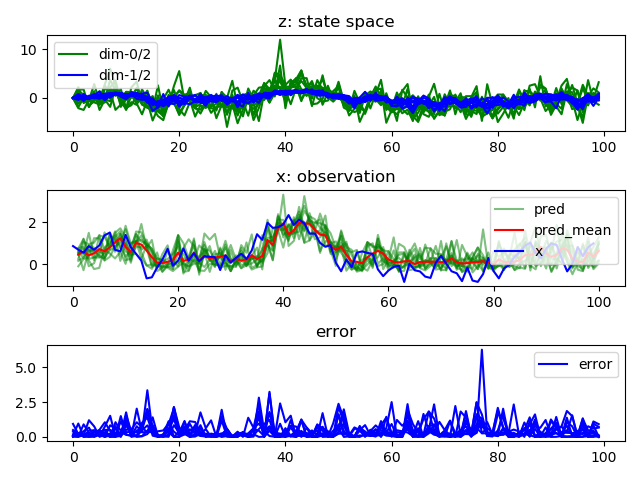 z: state space
10
0
dim-0/2
dim-1/2
0 20 40 60 80 100
x: observation
2
0
pred
pred_mean
x
0 20 40 60 80 100
error
5.0
2.5
0.0
error
0 20 40 60 80 100